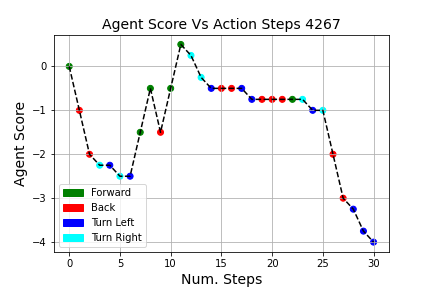 Agent Score Vs Action Steps 4267
Agent Score
0
−1
−2
−3
−4
Forward
Back
Turn Left
Turn Right
0 5 10 15 20 25 30
Num. Steps